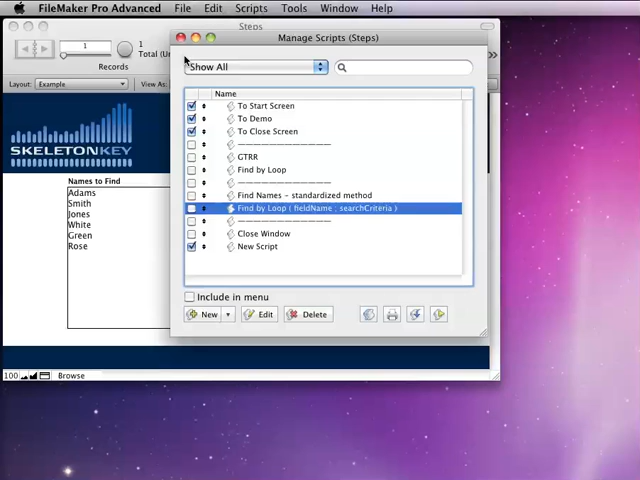 FileMaker Pro Advanced File Edit Scripts Tools Window Help
Steps
Manage Scripts (Steps)
1
1
Total (Un
Records
Show All
Layout: Example
View As:
Name
To Start Screen
To Demo
To Close Screen
——————————
GTRR
Find by Loop
——————————
Find Names - standardized method
Find by Loop ( fieldName ; searchCriteria )
——————————
Close Window
New Script
SKELETONKEY
Names to Find
Adams
Smith
Jones
White
Green
Rose
Include in menu
New
Edit
Delete
100
Browse